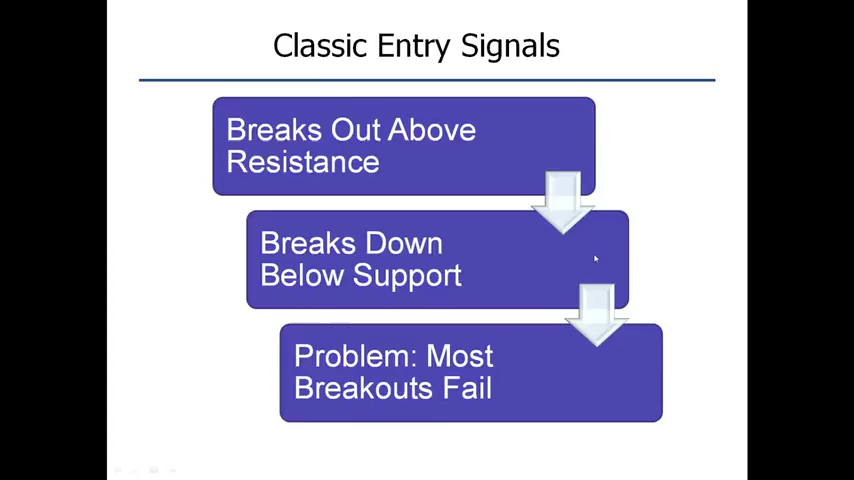 Classic Entry Signals
Breaks Out Above
Resistance
Breaks Down
Below Support
Problem: Most
Breakouts Fail